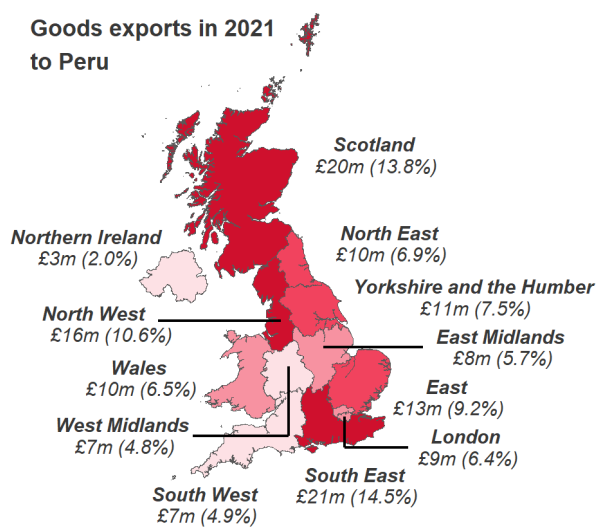 Goods exports in 2021
to Peru
Scotland
£20m (13.8%)
Northern Ireland
£3m (2.0%)
North East
£10m (6.9%)
Yorkshire and the Humber
£11m (7.5%)
North West
£16m (10.6%)
East Midlands
£8m (5.7%)
Wales
£10m (6.5%)
East
£13m (9.2%)
West Midlands
£7m (4.8%)
London
£9m (6.4%)
South East
£21m (14.5%)
South West
£7m (4.9%)